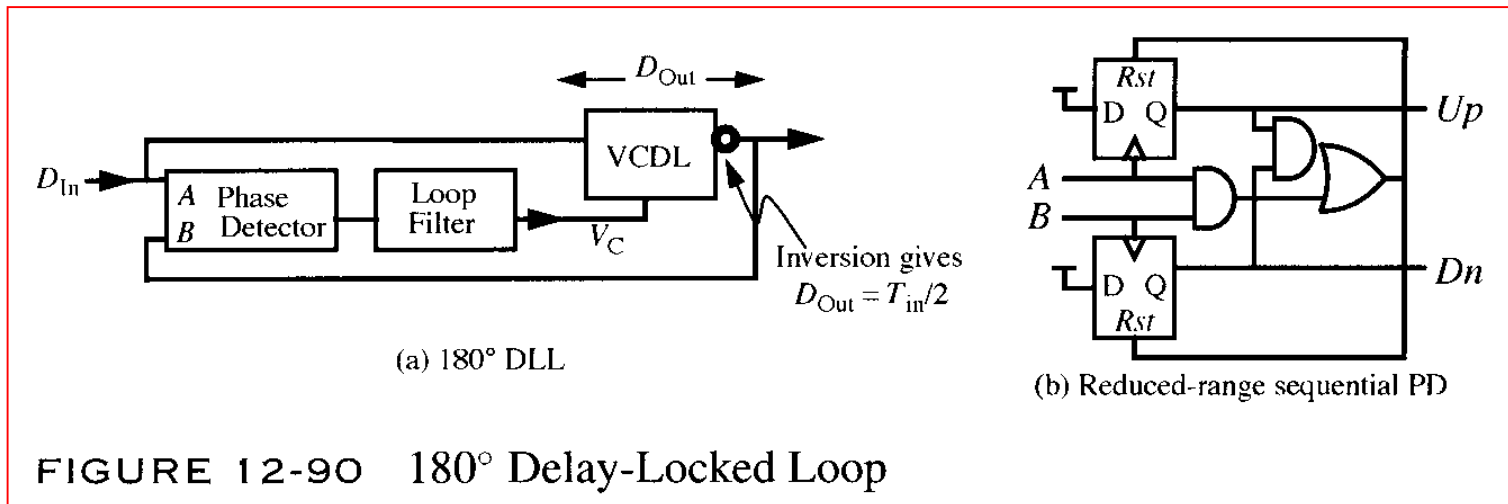 D_Out
VCDL
D_In
A
B
Phase
Detector
Loop
Filter
V_C
Inversion gives
D_Out = T_in/2
(a) 180° DLL
Rst
D Q
Up
A
B
D Q
Rst
Dn
(b) Reduced-range sequential PD
FIGURE 12-90 180° Delay-Locked Loop